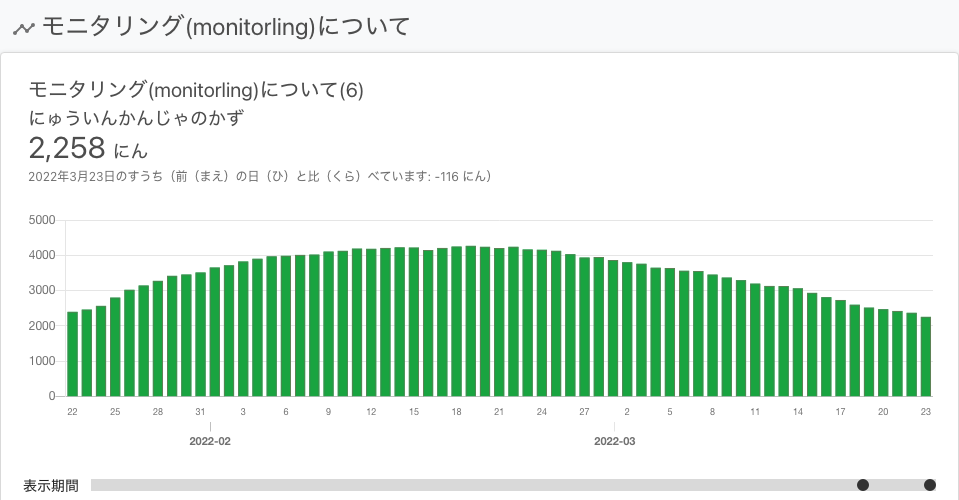 モニタリング(monitorling)について
モニタリング(monitorling)について(6)
にゅういんかんじゃのかず
2,258 にん
2022年3月23日のすうち（前（まえ）の日（ひ）と比（くら）べています: -116 にん）
5000
4000
3000
2000
1000
0
22 25 28 31 3 6 9 12 15 18 21 24 27 2 5 8 11 14 17 20 23
2022-02 2022-03
表示期間